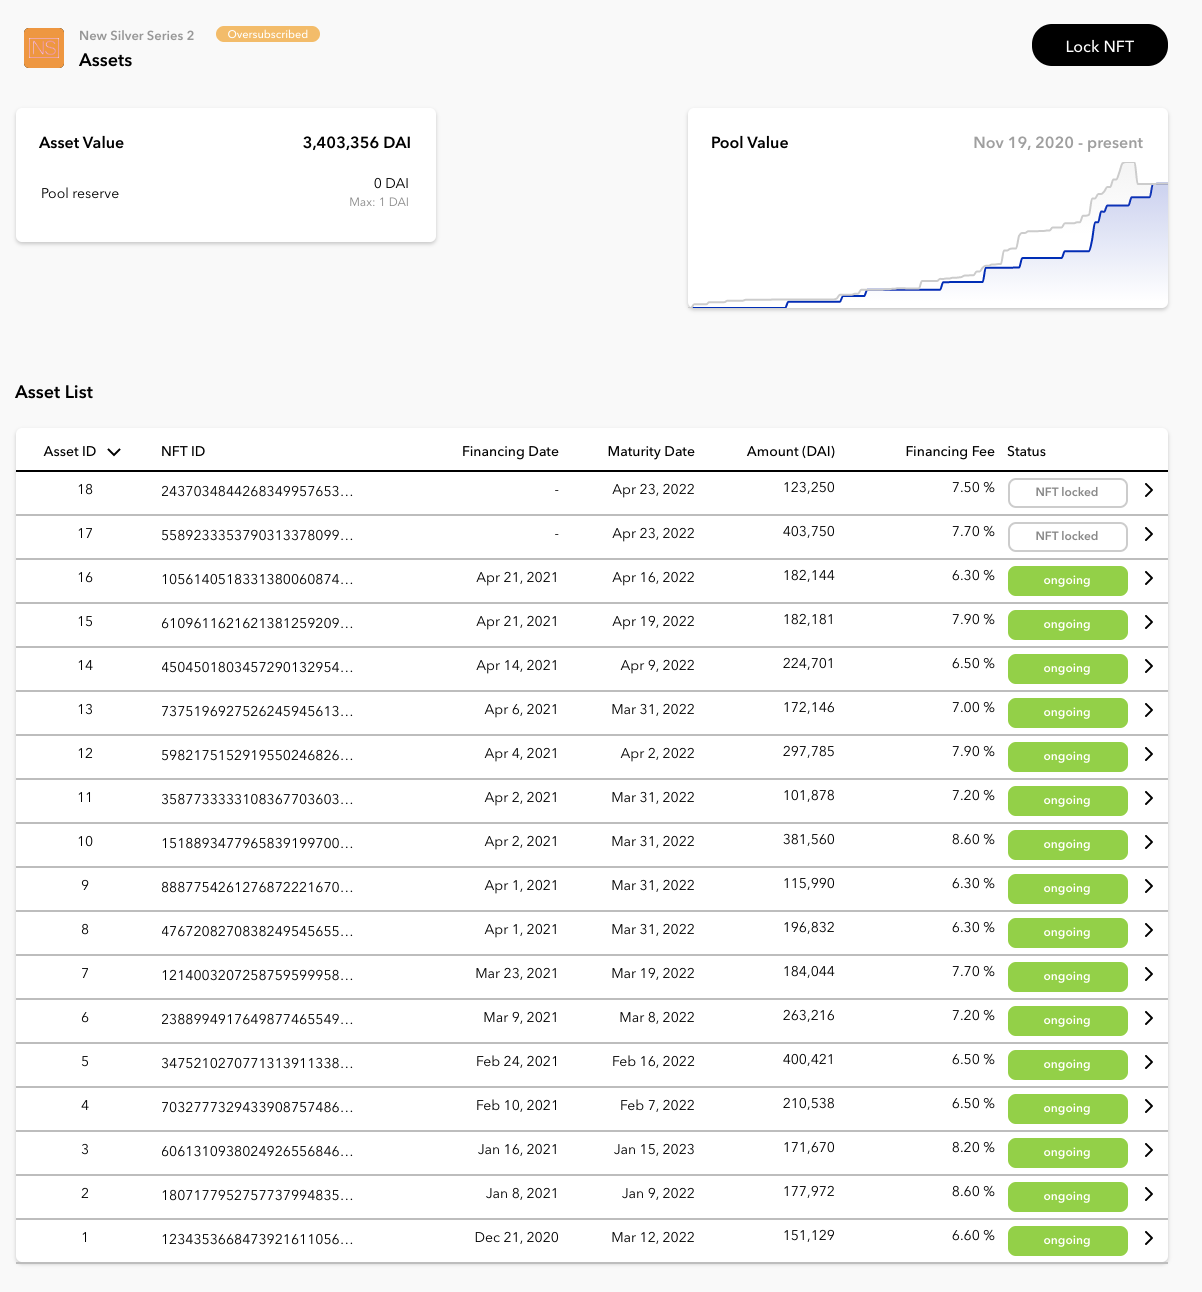 New Silver Series 2 Oversubscribed
NS
Assets
Lock NFT
Asset Value 3,403,356 DAI
Pool reserve 0 DAI
Max: 1 DAI
Pool Value Nov 19, 2020 - present
Asset List
Asset ID NFT ID Financing Date Maturity Date Amount (DAI) Financing Fee Status
18 2437034844268349957653... - Apr 23, 2022 123,250 7.50 % NFT locked
17 5589233353790313378099... - Apr 23, 2022 403,750 7.70 % NFT locked
16 1056140518331380060874... Apr 21, 2021 Apr 16, 2022 182,144 6.30 % ongoing
15 6109611621621381259209... Apr 21, 2021 Apr 19, 2022 182,181 7.90 % ongoing
14 4504501803457290132954... Apr 14, 2021 Apr 9, 2022 224,701 6.50 % ongoing
13 7375196927526245945613... Apr 6, 2021 Mar 31, 2022 172,146 7.00 % ongoing
12 5982175152919550246826... Apr 4, 2021 Apr 2, 2022 297,785 7.90 % ongoing
11 3587733333108367703603... Apr 2, 2021 Mar 31, 2022 101,878 7.20 % ongoing
10 1518893477965839199700... Apr 2, 2021 Mar 31, 2022 381,560 8.60 % ongoing
9 8887754261276872221670... Apr 1, 2021 Mar 31, 2022 115,990 6.30 % ongoing
8 4767208270838249545655... Apr 1, 2021 Mar 31, 2022 196,832 6.30 % ongoing
7 1214003207258759599958... Mar 23, 2021 Mar 19, 2022 184,044 7.70 % ongoing
6 2388994917649877465549... Mar 9, 2021 Mar 8, 2022 263,216 7.20 % ongoing
5 3475210270771313911338... Feb 24, 2021 Feb 16, 2022 400,421 6.50 % ongoing
4 7032777329433908757486... Feb 10, 2021 Feb 7, 2022 210,538 6.50 % ongoing
3 6061310938024926556846... Jan 16, 2021 Jan 15, 2023 171,670 8.20 % ongoing
2 1807177952757737994835... Jan 8, 2021 Jan 9, 2022 177,972 8.60 % ongoing
1 1234353668473921611056... Dec 21, 2020 Mar 12, 2022 151,129 6.60 % ongoing